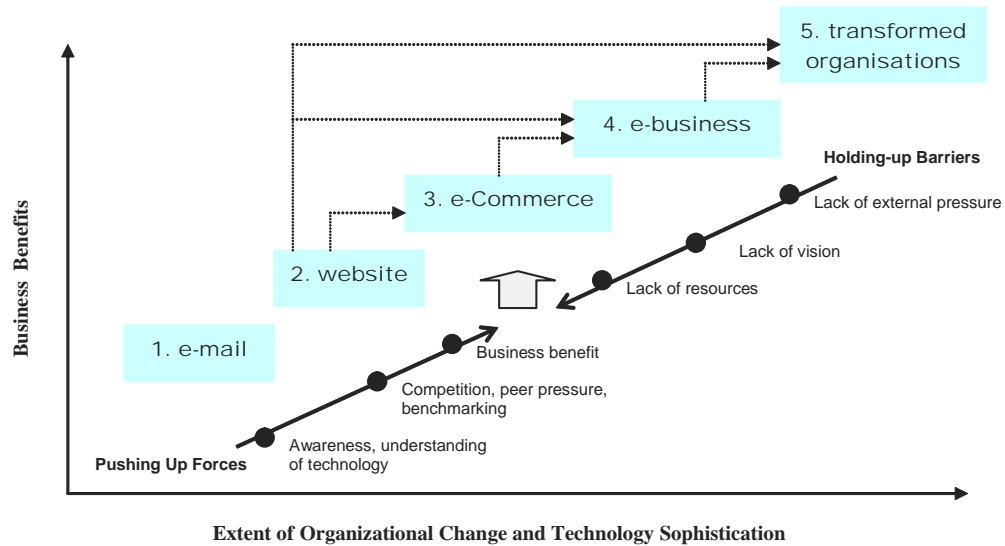 5. transformed
organisations
4. e-business
Holding-up Barriers
3. e-Commerce
Lack of external pressure
Lack of vision
2. website
Lack of resources
Business Benefits
1. e-mail
Business benefit
Competition, peer pressure,
benchmarking
Awareness, understanding
of technology
Pushing Up Forces
Extent of Organizational Change and Technology Sophistication